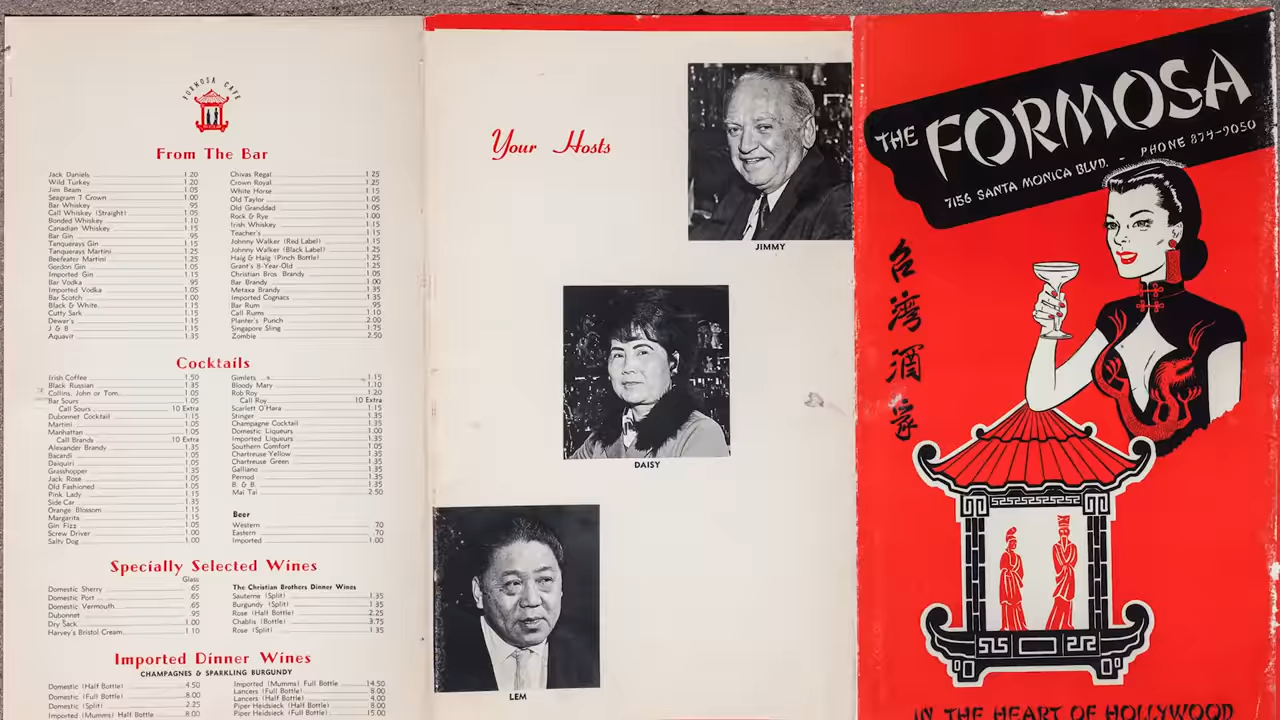 FORMOSA CAFE
From The Bar
Jack Daniels 1.20
Wild Turkey 1.20
Jim Beam 1.05
Seagram 7 Crown 1.00
Bar Whiskey .95
Call Whiskey (Straight) 1.05
Bonded Whiskey 1.10
Canadian Whiskey 1.15
Bar Gin .95
Tanquerays Gin 1.15
Tanquerays Martini 1.25
Beefeater Martini 1.25
Gordon Gin 1.05
Imported Gin 1.15
Bar Vodka .95
Imported Vodka 1.05
Bar Scotch 1.00
Black & White 1.15
Cutty Sark 1.15
Dewar's 1.15
J & B 1.15
Aquavit 1.35
Chivas Regal 1.25
Crown Royal 1.25
White Horse 1.15
Old Taylor 1.05
Old Granddad 1.05
Rock & Rye 1.00
Irish Whiskey 1.15
Teacher's 1.15
Johnny Walker (Red Label) 1.15
Johnny Walker (Black Label) 1.25
Haig & Haig (Pinch Bottle) 1.25
Grant's 8-Year-Old 1.25
Christian Bros. Brandy 1.05
Bar Brandy 1.00
Metaxa Brandy 1.35
Imported Cognacs 1.35
Bar Rum .95
Call Rums 1.10
Planter's Punch 2.00
Singapore Sling 1.75
Zombie 2.50
Cocktails
Irish Coffee 1.50
Black Russian 1.35
Collins, John or Tom 1.05
Bar Sours 1.05
Call Sours 10 Extra
Dubonnet Cocktail 1.15
Martini 1.05
Manhattan 1.05
Call Brands 10 Extra
Alexander Brandy 1.35
Bacardi 1.05
Daiquiri 1.05
Grasshopper 1.35
Jack Rose 1.05
Old Fashioned 1.05
Pink Lady 1.15
Side Car 1.35
Orange Blossom 1.15
Margarita 1.15
Gin Fizz 1.05
Screw Driver 1.00
Salty Dog 1.00
Gimlets 1.15
Bloody Mary 1.10
Rob Roy 1.20
Call Roy 10 Extra
Scarlett O'Hara 1.15
Stinger 1.35
Champagne Cocktail 1.35
Domestic Liqueurs 1.00
Imported Liqueurs 1.35
Southern Comfort 1.05
Chartreuse Yellow 1.35
Chartreuse Green 1.35
Galliano 1.35
Pernod 1.35
B. & B. 1.35
Mai Tai 2.50
Beer
Western .70
Eastern .70
Imported 1.00
Specially Selected Wines
Glass
Domestic Sherry .65
Domestic Port .65
Domestic Vermouth .65
Dubonnet .95
Dry Sack 1.00
Harvey's Bristol Cream 1.10
The Christian Brothers Dinner Wines
Sauterne (Split) 1.35
Burgundy (Split) 1.35
Rose (Half Bottle) 2.25
Chablis (Bottle) 3.75
Rose (Split) 1.35
Imported Dinner Wines
CHAMPAGNES & SPARKLING BURGUNDY
Domestic (Half Bottle) 4.50
Domestic (Full Bottle) 8.00
Domestic (Split) 2.25
Imported (Mumms) Half Bottle 8.00
Imported (Mumms) Full Bottle 14.50
Lancers (Full Bottle) 8.00
Lancers (Half Bottle) 4.00
Piper Heidsieck (Half Bottle) 8.00
Piper Heidsieck (Full Bottle) 15.00
Your Hosts
JIMMY
DAISY
LEM
THE FORMOSA
7156 SANTA MONICA BLVD. - PHONE 874-9050
台
湾
酒
家
IN THE HEART OF HOLLYWOOD